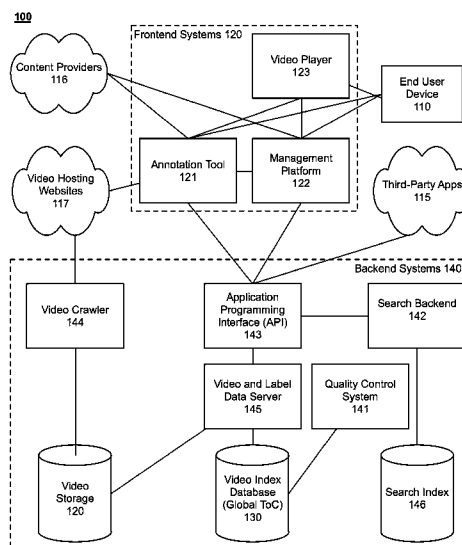 100
Frontend Systems 120
Content Providers
116
Video Player
123
End User
Device
110
Video Hosting
Websites
117
Annotation Tool
121
Management
Platform
122
Third-Party Apps
115
Backend Systems 140
Video Crawler
144
Application
Programming
Interface (API)
143
Search Backend
142
Video and Label
Data Server
145
Quality Control
System
141
Video
Storage
120
Video Index
Database
(Global ToC)
130
Search Index
146